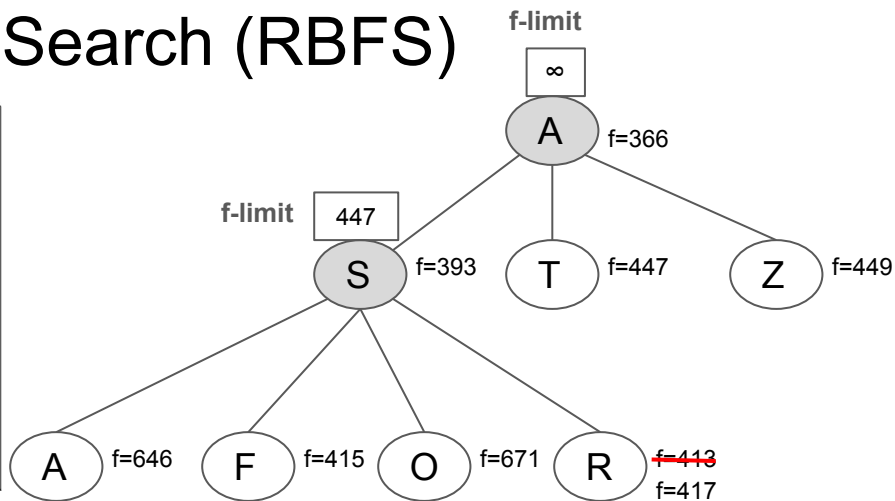 Search (RBFS)
f-limit
∞
A
f=366
f-limit
447
S
f=393
T
f=447
Z
f=449
A
f=646
F
f=415
O
f=671
R
f=413
f=417